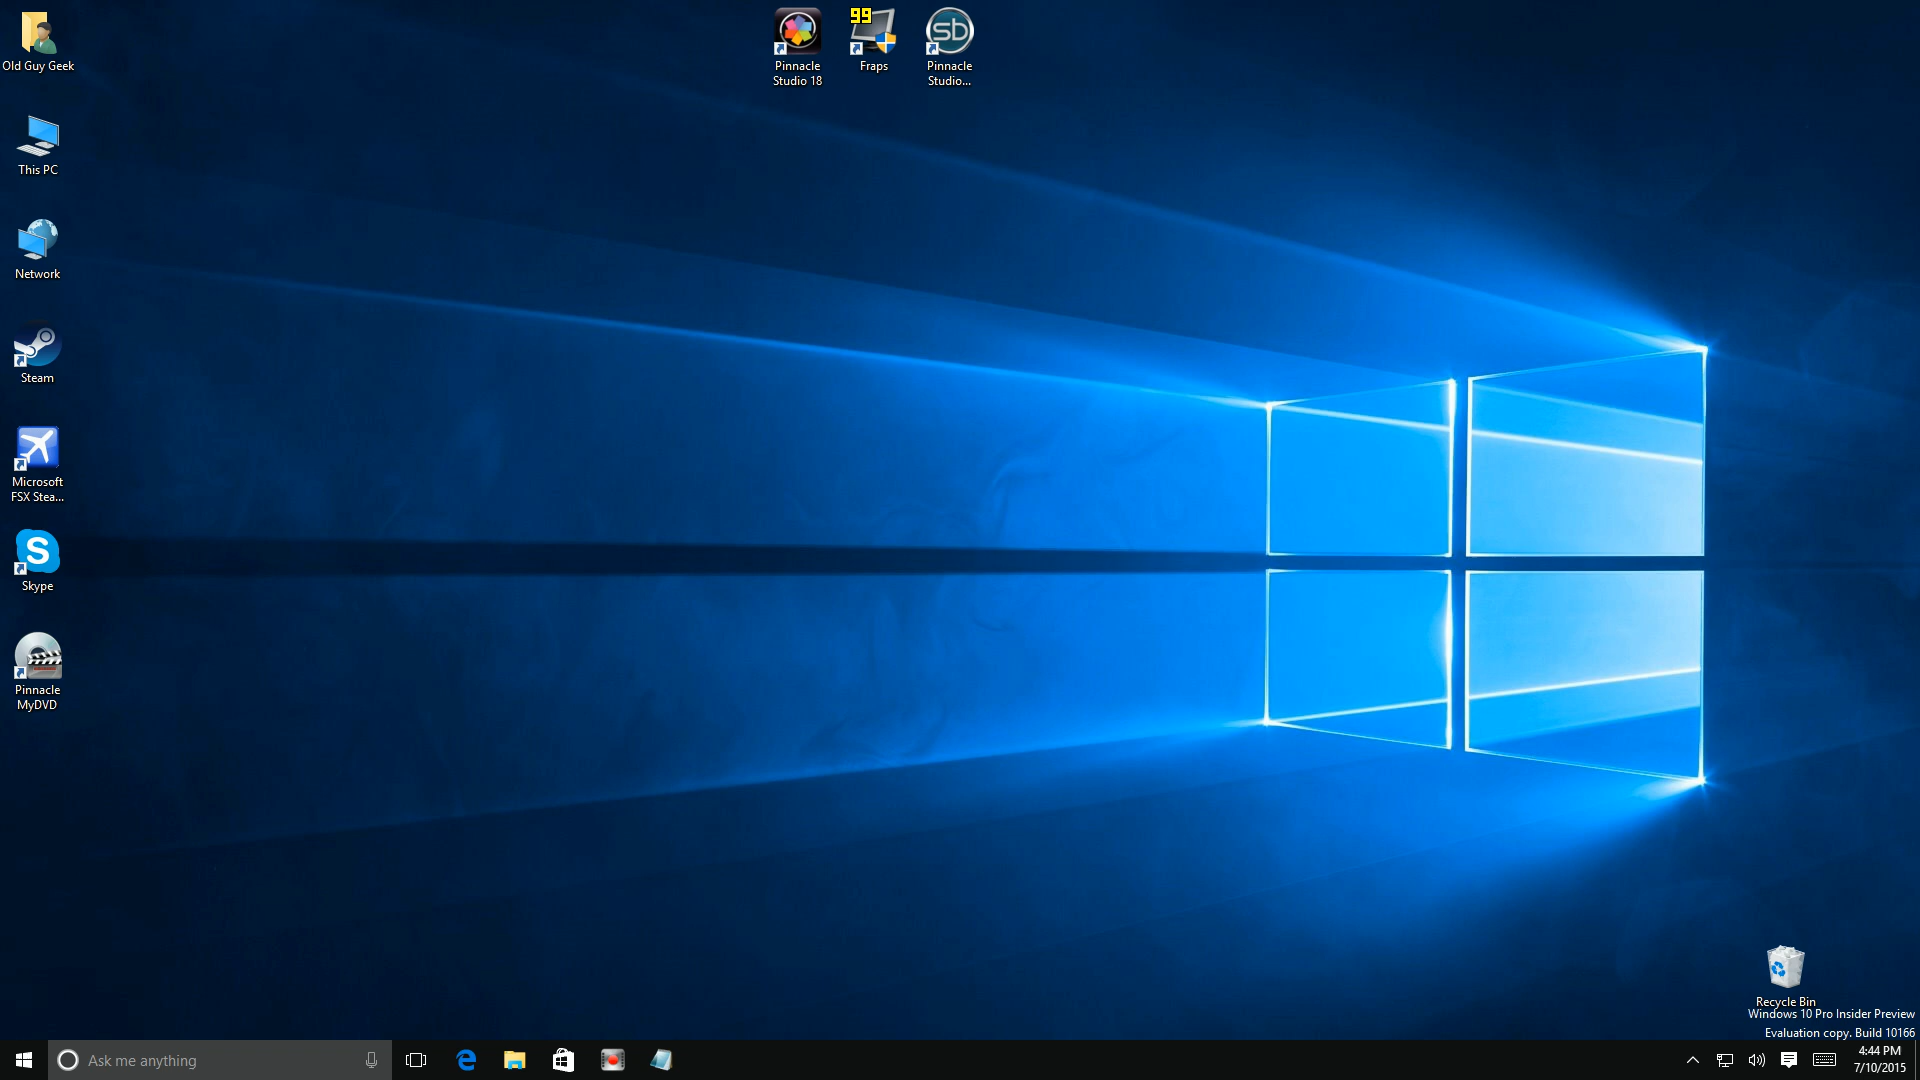 Old Guy Geek
This PC
Network
Steam
Microsoft
FSX Stea...
S
Skype
Pinnacle
MyDVD
Pinnacle
Studio 18
99
Fraps
sb
Pinnacle
Studio...
Recycle Bin
Windows 10 Pro Insider Preview
Evaluation copy. Build 10166
Ask me anything
4:44 PM
7/10/2015